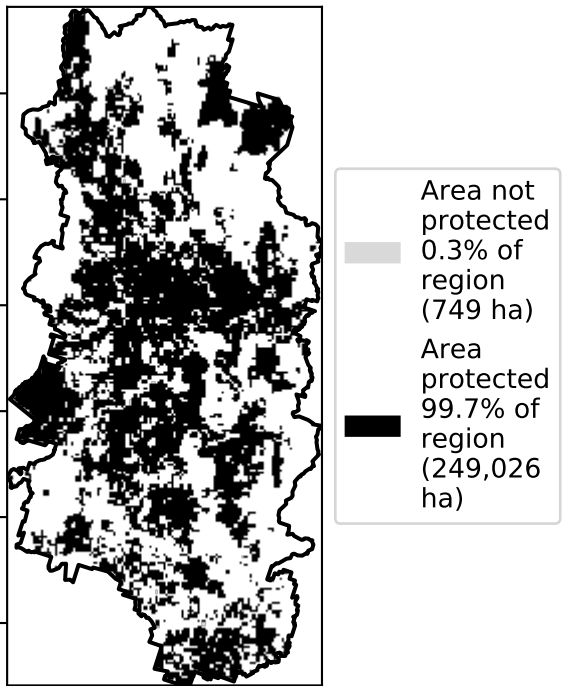 Area not
protected
0.3% of
region
(749 ha)
Area
protected
99.7% of
region
(249,026
ha)